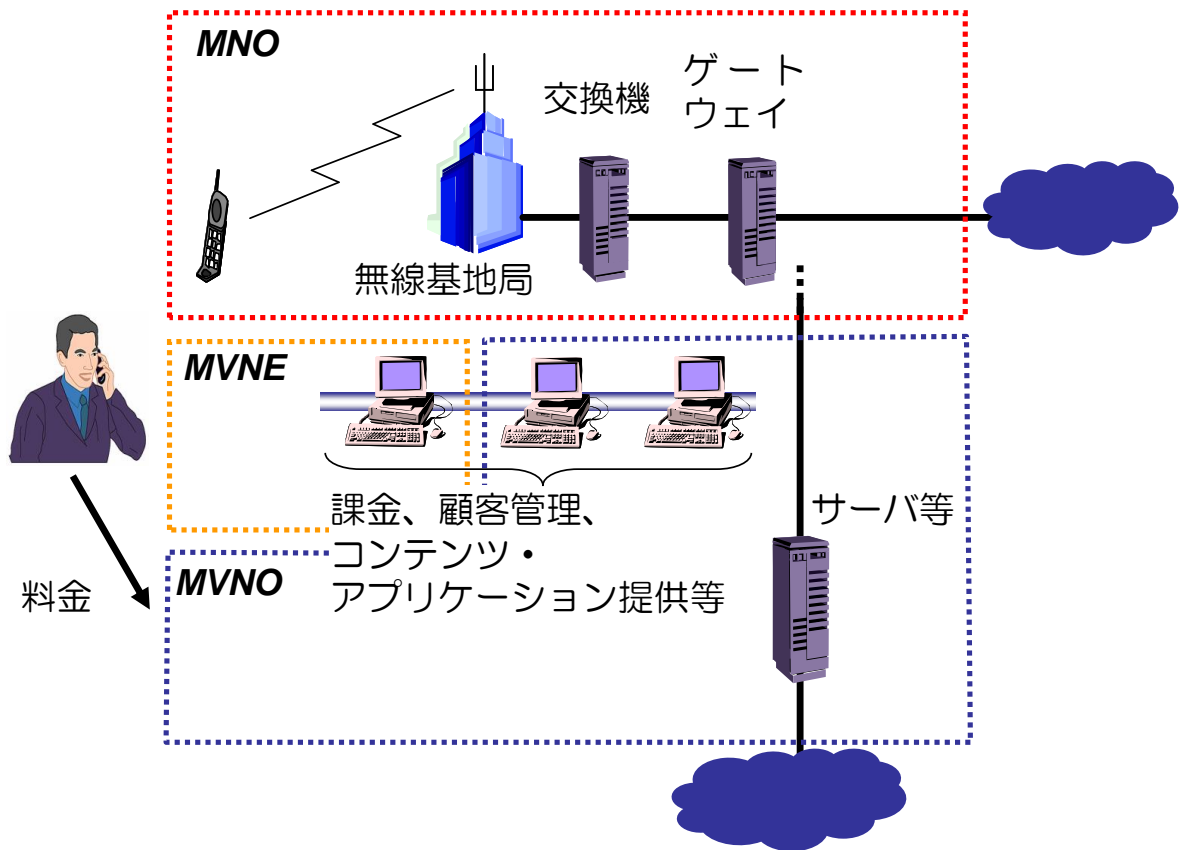 MNO
交換機
ゲート
ウェイ
無線基地局
MVNE
課金、顧客管理、
コンテンツ・
アプリケーション提供等
サーバ等
MVNO
料金